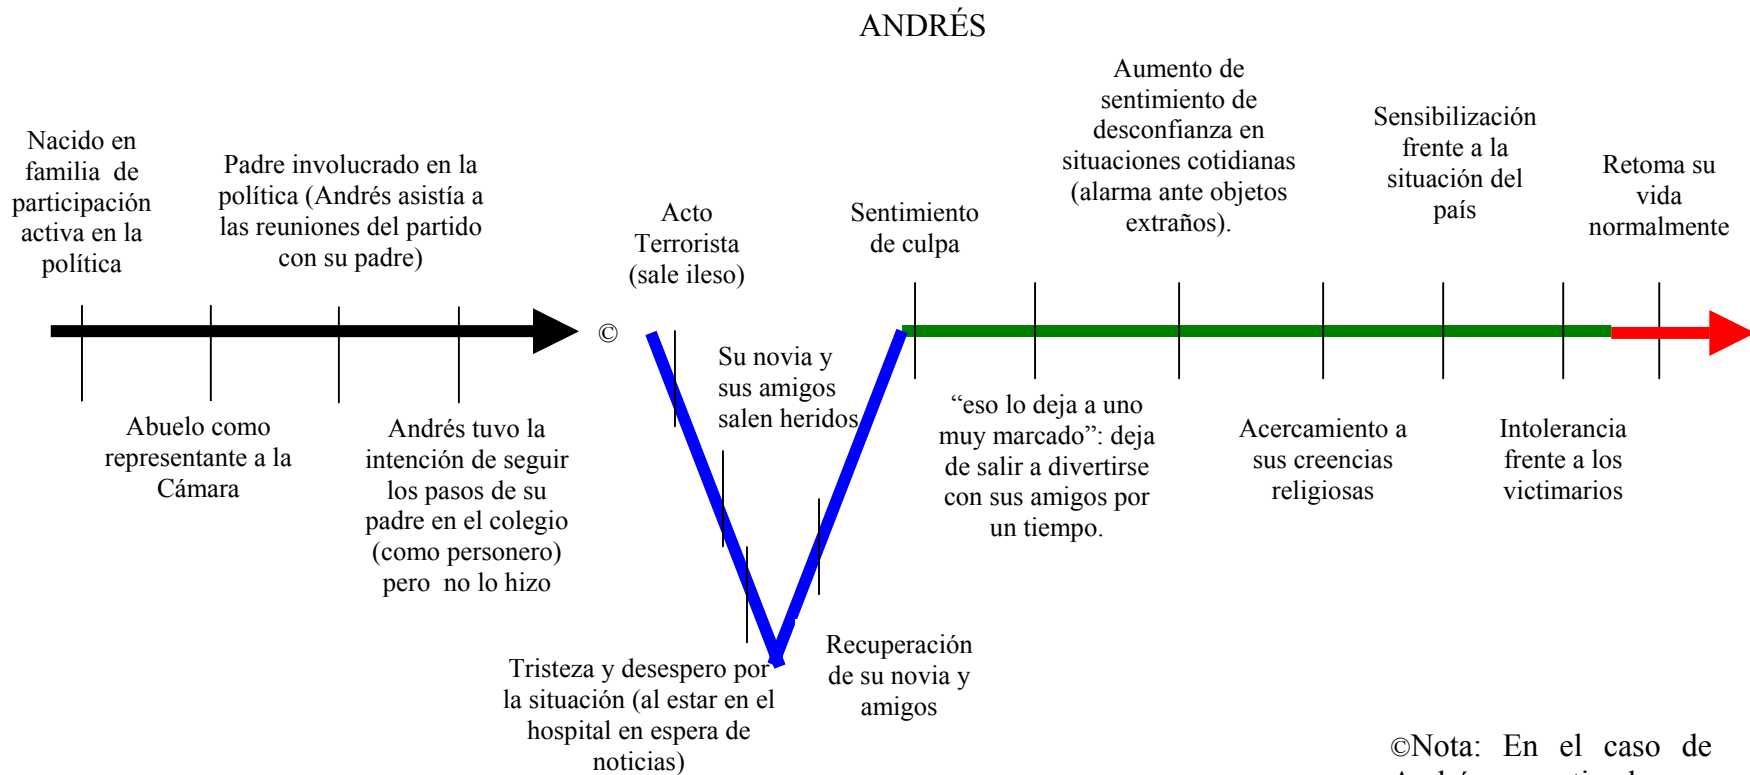 ANDRÉS
Nacido en
familia de
participación
activa en la
política
Abuelo como
representante a la
Cámara
Padre involucrado en la
política (Andrés asistía a
las reuniones del partido
con su padre)
Andrés tuvo la
intención de seguir
los pasos de su
padre en el colegio
(como personero)
pero no lo hizo
©
Acto
Terrorista
(sale ileso)
Su novia y
sus amigos
salen heridos
Tristeza y desespero por
la situación (al estar en el
hospital en espera de
noticias)
Recuperación
de su novia y
amigos
Sentimiento
de culpa
“eso lo deja a uno
muy marcado”: deja
de salir a divertirse
con sus amigos por
un tiempo.
Aumento de
sentimiento de
desconfianza en
situaciones cotidianas
(alarma ante objetos
extraños).
Acercamiento a
sus creencias
religiosas
Sensibilización
frente a la
situación del
país
Intolerancia
frente a los
victimarios
Retoma su
vida
normalmente
©Nota: En el caso de